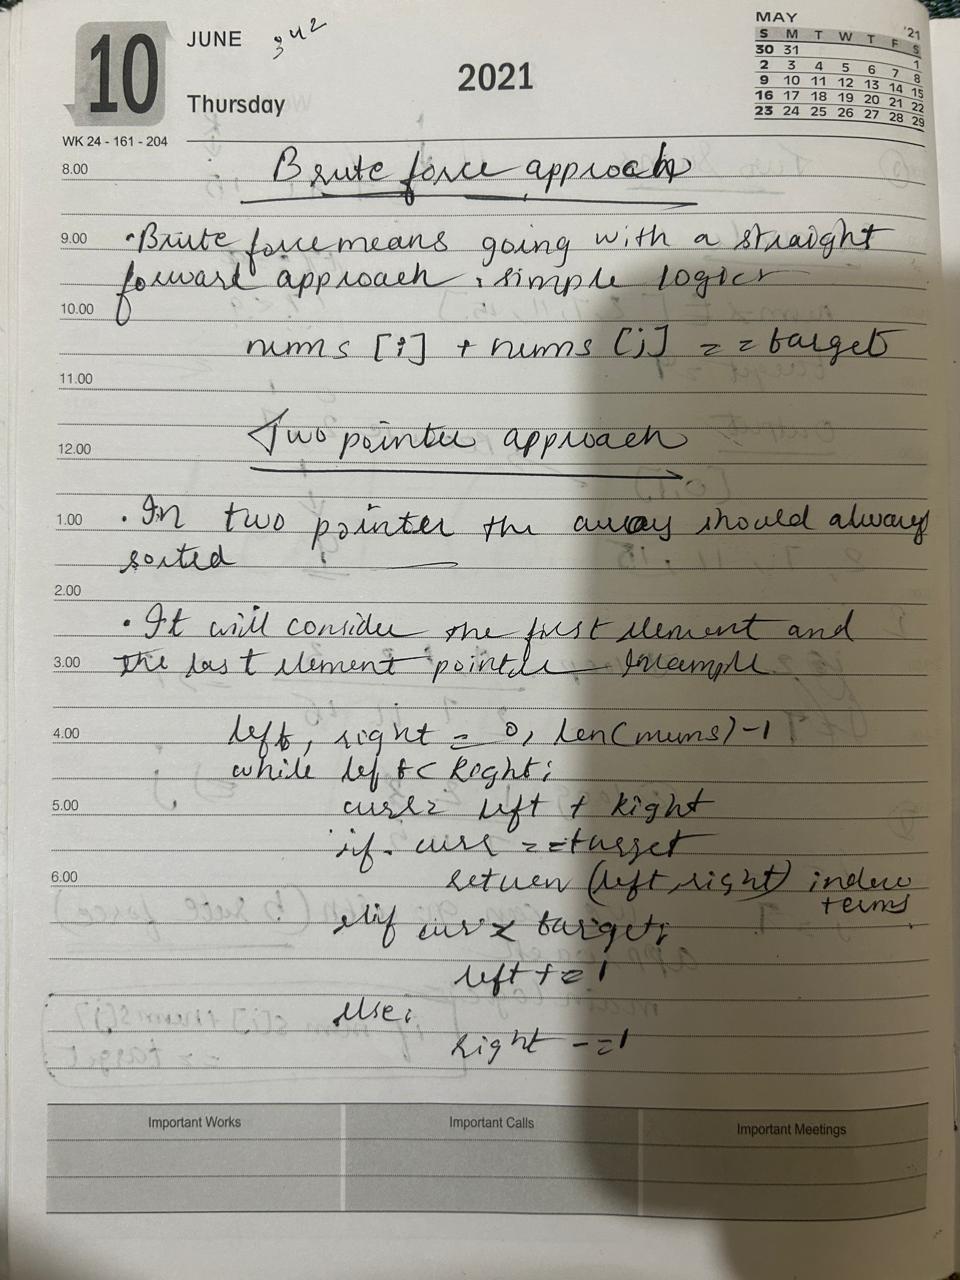 10
JUNE
Thursday
WK 24 - 161 - 204
3 4 2
2021
MAY '21
S M T W T F S
30 31 1
2 3 4 5 6 7 8
9 10 11 12 13 14 15
16 17 18 19 20 21 22
23 24 25 26 27 28 29
8.00 Brute force approach
9.00 • Brute force means going with a straight
forward approach, simple logics
10.00
nums [i] + nums [j] == target
11.00
Two pointer approach
12.00
1.00 • In two pointer the array should always
sorted
2.00
• It will consider the first element and
3.00 the last element pointer
4.00 left, right = 0, len(nums)-1
while left < Right:
5.00 curr = left + Right
if curr == target
6.00 return (left, right) index
terms
elif curr < target:
left += 1
else:
right -= 1
Important Works Important Calls Important Meetings